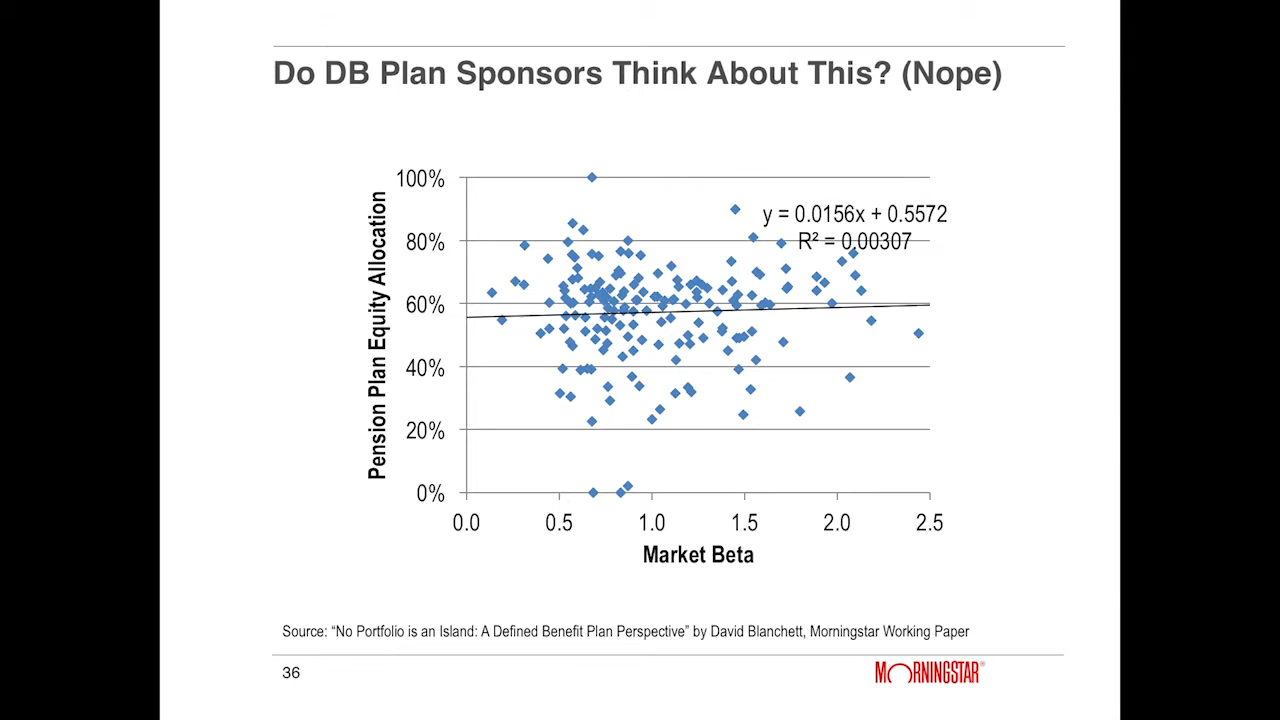 Do DB Plan Sponsors Think About This? (Nope)
100%
80%
60%
40%
20%
0%
Pension Plan Equity Allocation
y = 0.0156x + 0.5572
R² = 0.00307
0.0 0.5 1.0 1.5 2.0 2.5
Market Beta
Source: “No Portfolio is an Island: A Defined Benefit Plan Perspective” by David Blanchett, Morningstar Working Paper
36
MORNINGSTAR®